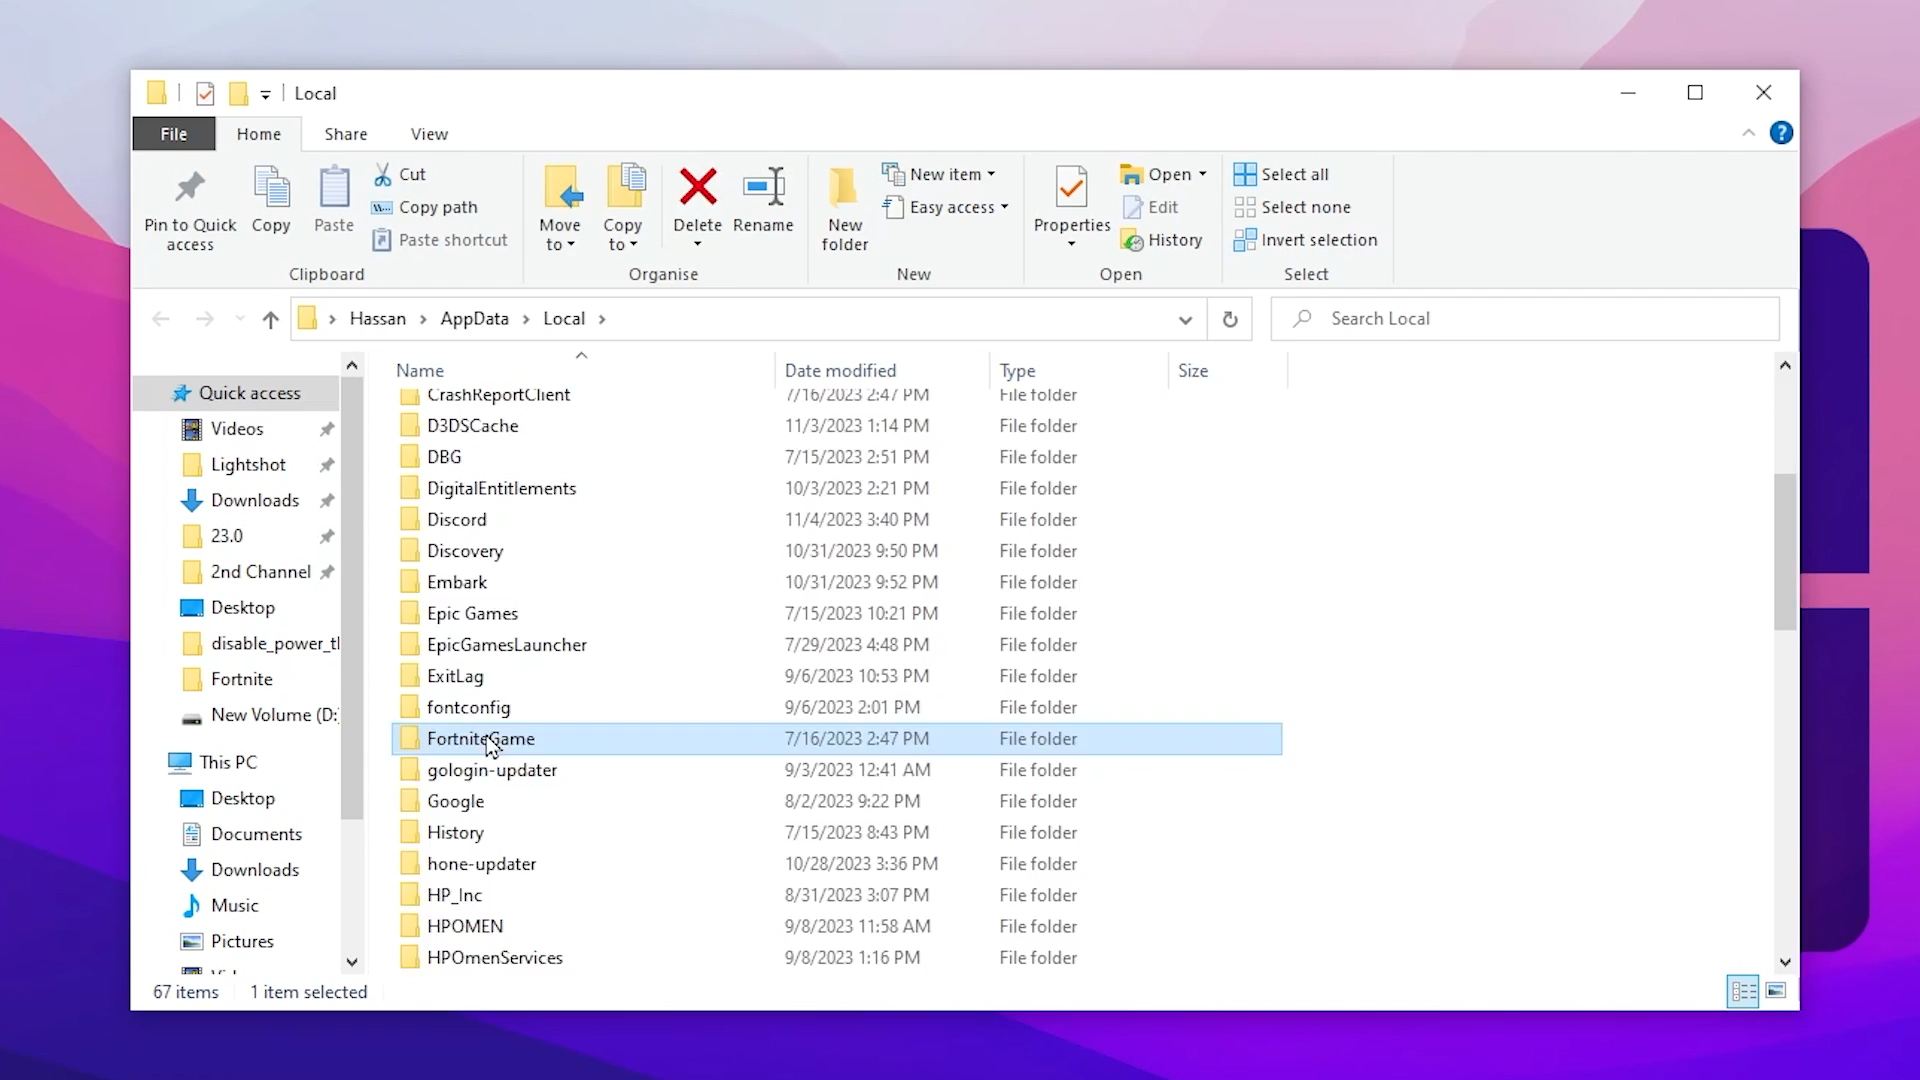 Local
File Home Share View
Pin to Quick access
Copy
Paste
Cut
Copy path
Paste shortcut
Clipboard
Move to
Copy to
Delete
Rename
Organise
New folder
New item
Easy access
New
Properties
Open
Edit
History
Open
Select all
Select none
Invert selection
Select
Hassan AppData Local
Search Local
Quick access
Videos
Lightshot
Downloads
23.0
2nd Channel
Desktop
disable_power_tl
Fortnite
New Volume (D:
This PC
Desktop
Documents
Downloads
Music
Pictures
Name Date modified Type Size
CrashReportClient 7/16/2023 2:47 PM File folder
D3DSCache 11/3/2023 1:14 PM File folder
DBG 7/15/2023 2:51 PM File folder
DigitalEntitlements 10/3/2023 2:21 PM File folder
Discord 11/4/2023 3:40 PM File folder
Discovery 10/31/2023 9:50 PM File folder
Embark 10/31/2023 9:52 PM File folder
Epic Games 7/15/2023 10:21 PM File folder
EpicGamesLauncher 7/29/2023 4:48 PM File folder
ExitLag 9/6/2023 10:53 PM File folder
fontconfig 9/6/2023 2:01 PM File folder
FortniteGame 7/16/2023 2:47 PM File folder
gologin-updater 9/3/2023 12:41 AM File folder
Google 8/2/2023 9:22 PM File folder
History 7/15/2023 8:43 PM File folder
hone-updater 10/28/2023 3:36 PM File folder
HP_Inc 8/31/2023 3:07 PM File folder
HPOMEN 9/8/2023 11:58 AM File folder
HPOmenServices 9/8/2023 1:16 PM File folder
67 items 1 item selected